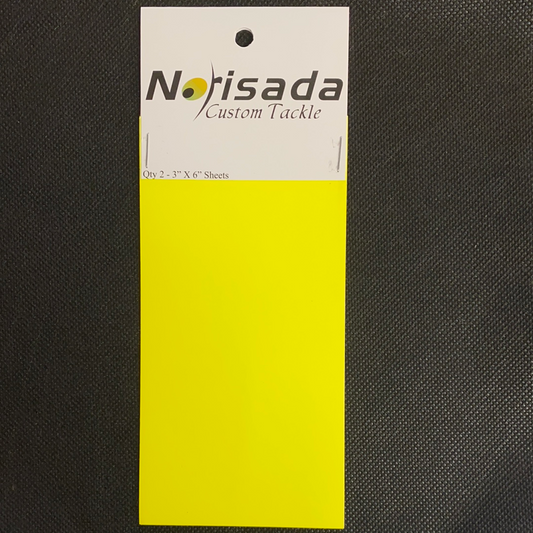 Norisada
Custom Tackle
Qty 2 - 3” X 6” Sheets